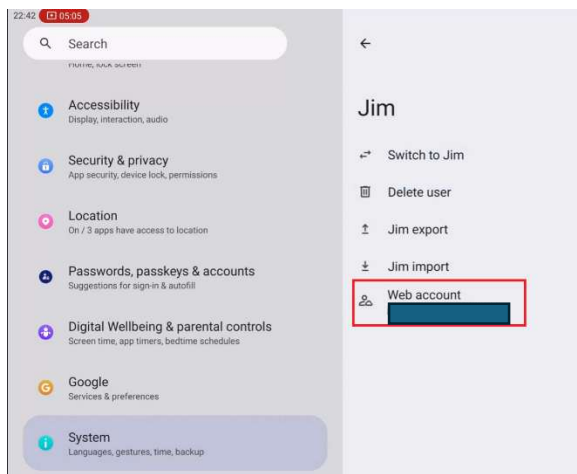 22:42 05:05
Search
Home, lock screen
Accessibility
Display, interaction, audio
Security & privacy
App security, device lock, permissions
Location
On / 3 apps have access to location
Passwords, passkeys & accounts
Suggestions for sign-in & autofill
Digital Wellbeing & parental controls
Screen time, app timers, bedtime schedules
Google
Services & preferences
System
Languages, gestures, time, backup
Jim
Switch to Jim
Delete user
Jim export
Jim import
Web account